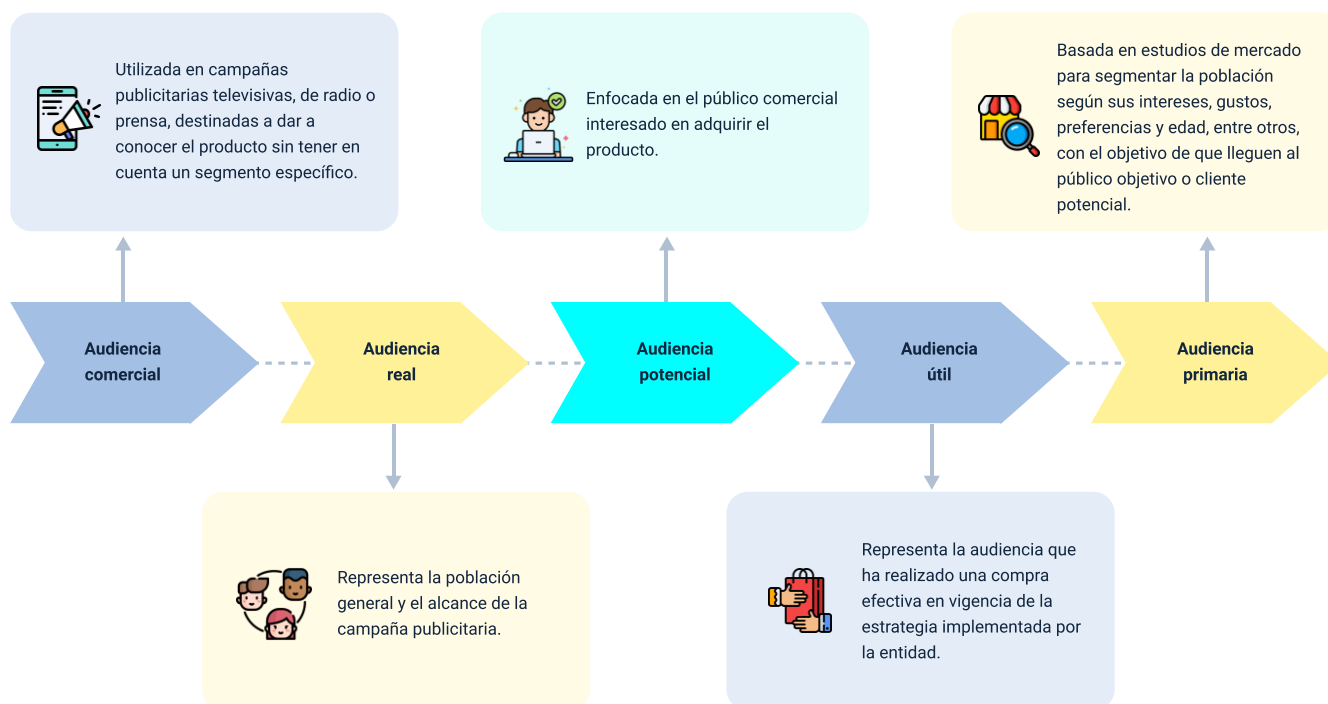 Utilizada en campañas
publicitarias televisivas, de radio o
prensa, destinadas a dar a
conocer el producto sin tener en
cuenta un segmento específico.
Enfocada en el público comercial
interesado en adquirir el
producto.
Basada en estudios de mercado
para segmentar la población
según sus intereses, gustos,
preferencias y edad, entre otros,
con el objetivo de que lleguen al
público objetivo o cliente
potencial.
Audiencia
comercial
Audiencia
real
Audiencia
potencial
Audiencia
útil
Audiencia
primaria
Representa la población
general y el alcance de la
campaña publicitaria.
Representa la audiencia que
ha realizado una compra
efectiva en vigencia de la
estrategia implementada por
la entidad.